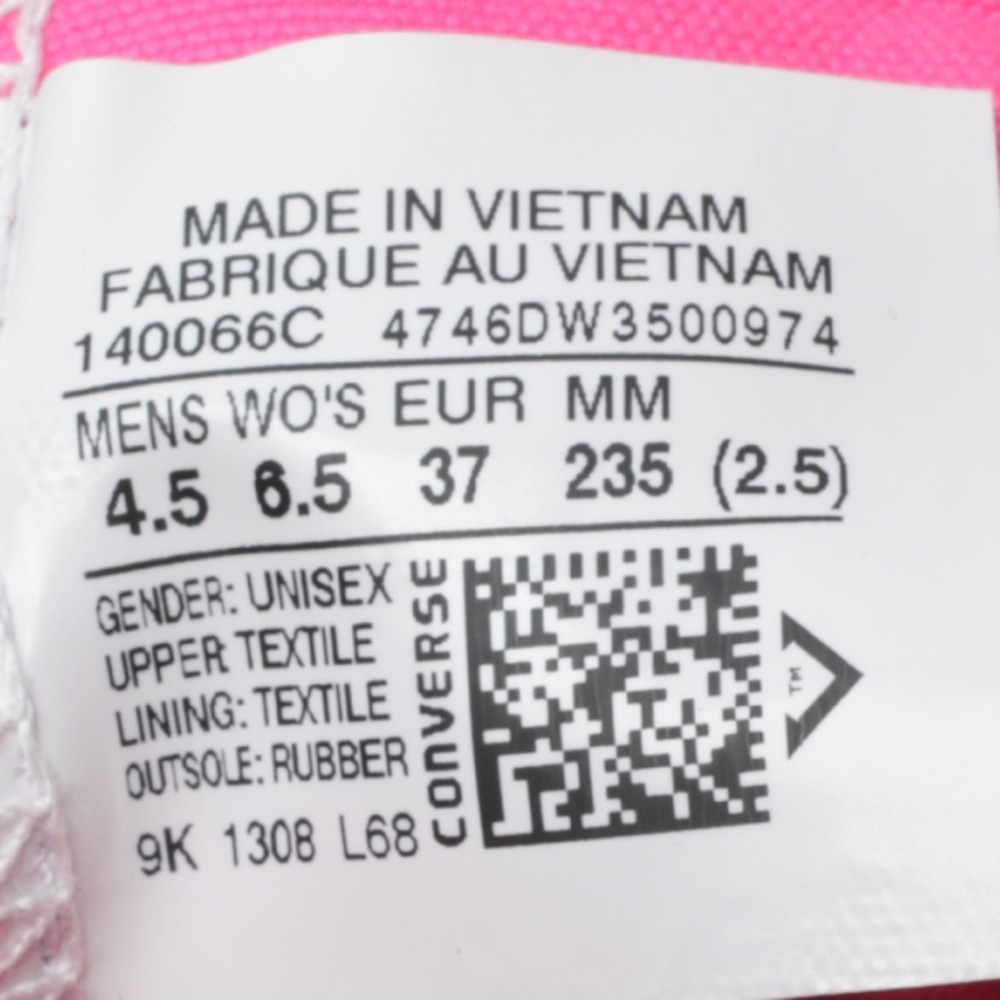 MADE IN VIETNAM
FABRIQUE AU VIETNAM
140066C 4746DW3500974
MENS WO'S EUR MM
4.5 6.5 37 235 (2.5)
GENDER: UNISEX
UPPER: TEXTILE
LINING: TEXTILE
OUTSOLE: RUBBER
9K 1308 L68
CONVERSE
TM